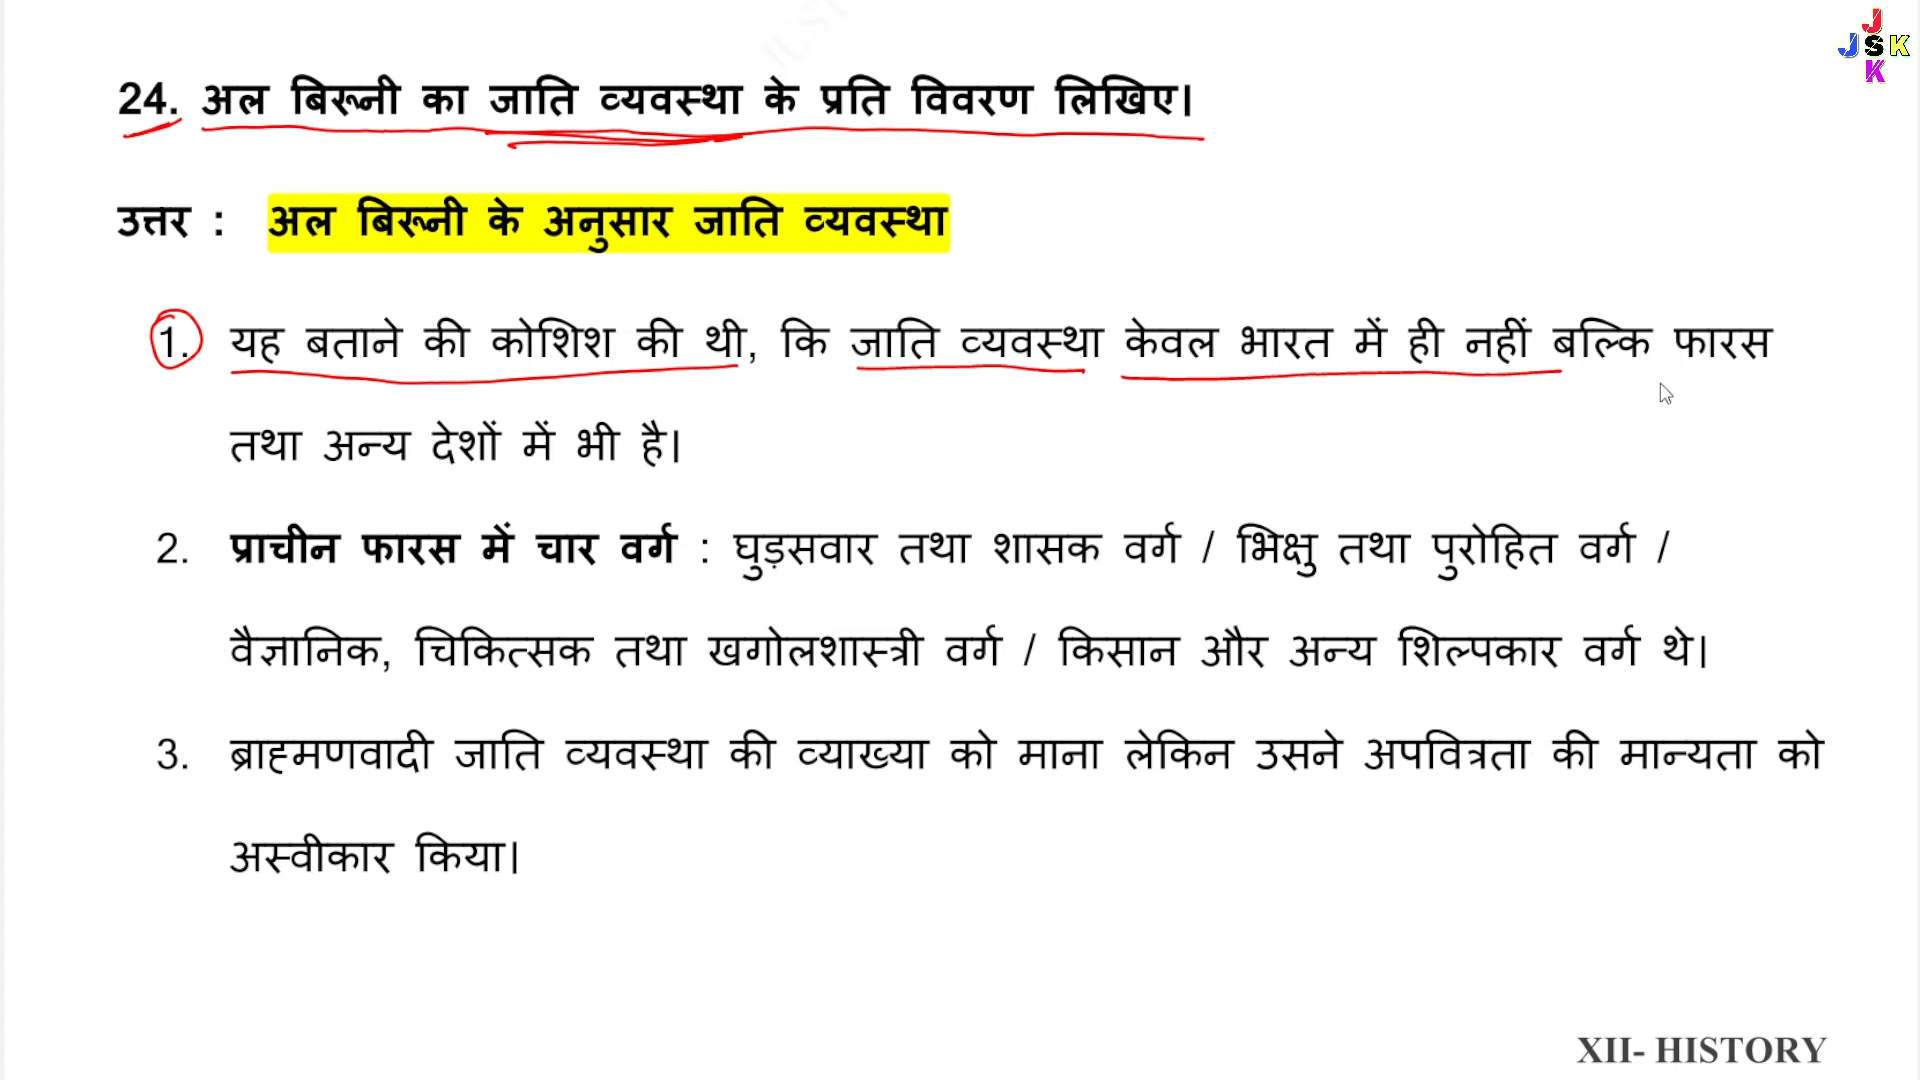 J
JSK
K
24. अल बिरूनी का जाति व्यवस्था के प्रति विवरण लिखिए।
उत्तर : अल बिरूनी के अनुसार जाति व्यवस्था
1. यह बताने की कोशिश की थी, कि जाति व्यवस्था केवल भारत में ही नहीं बल्कि फारस
तथा अन्य देशों में भी है।
2. प्राचीन फारस में चार वर्ग : घुड़सवार तथा शासक वर्ग / भिक्षु तथा पुरोहित वर्ग /
वैज्ञानिक, चिकित्सक तथा खगोलशास्त्री वर्ग / किसान और अन्य शिल्पकार वर्ग थे।
3. ब्राह्मणवादी जाति व्यवस्था की व्याख्या को माना लेकिन उसने अपवित्रता की मान्यता को
अस्वीकार किया।
XII- HISTORY